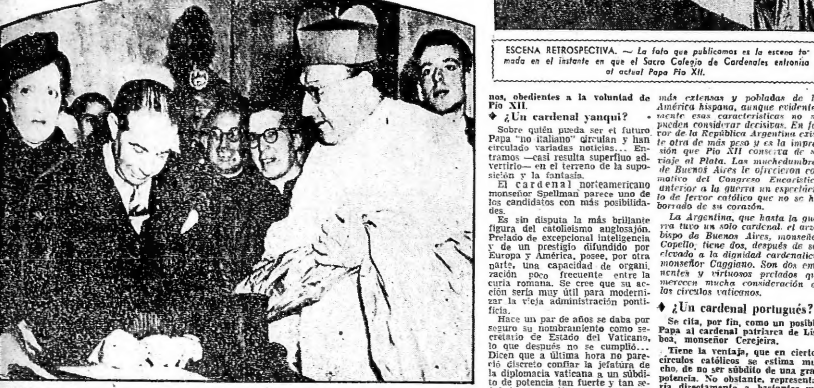 ESCENA RETROSPECTIVA. — La foto que publicamos es la escena to-
mada en el instante en que el Sacro Colegio de Cardenales entroniza
al actual Papa Pío XII.
nos, obedientes a la voluntad de
Pío XII.
◆ ¿Un cardenal yanqui?
Sobre quién pueda ser el futuro
Papa "no italiano" circulan y han
circulado variadas noticias... En-
tramos —casi resulta superfluo ad-
vertirlo— en el terreno de la supo-
sición y la fantasía.
El cardenal norteamericano
monseñor Spellman parece uno de
los candidatos con más posibilida-
des.
Es sin disputa la más brillante
figura del catolicismo anglosajón.
Prelado de excepcional inteligencia
y de un prestigio difundido por
Europa y América, posee, por otra
parte, una capacidad de organi-
zación poco frecuente entre la
curia romana. Se cree que su ac-
ción sería muy útil para moderni-
zar la vieja administración ponti-
ficia.
Hace un par de años se daba por
seguro su nombramiento como se-
cretario de Estado del Vaticano,
lo que después no se cumplió...
Dicen que a última hora no pare-
ció discreto confiar la jefatura de
la diplomacia vaticana a un súbdi-
to de potencia tan fuerte y tan se-
más extensas y pobladas de l
América hispana, aunque evidente
mente esas características no s
pueden considerar decisivas. En fa
vor de la República Argentina exis
te otra de más peso y es la impre
sión que Pío XII conserva de s
viaje al Plata. Las muchedumbre
de Buenos Aires le ofrecieron co
motivo del Congreso Eucarístic
anterior a la guerra un espectácu
lo de fervor católico que no se h
borrado de su corazón.
La Argentina, que hasta la gue
rra tuvo un solo cardenal, el arzo
bispo de Buenos Aires, monseño
Copello, tiene dos, después de se
elevado a la dignidad cardenalic
monseñor Caggiano. Son dos emi
nentes y virtuosos prelados qu
merecen mucha consideración e
los círculos vaticanos.
◆ ¿Un cardenal portugués?
Se cita, por fin, como un posibl
Papa al cardenal patriarca de Lis
boa, monseñor Cerejeira.
Tiene la ventaja, que en cierto
círculos católicos se estima mu
cho, de no ser súbdito de una gra
potencia. No obstante, represent